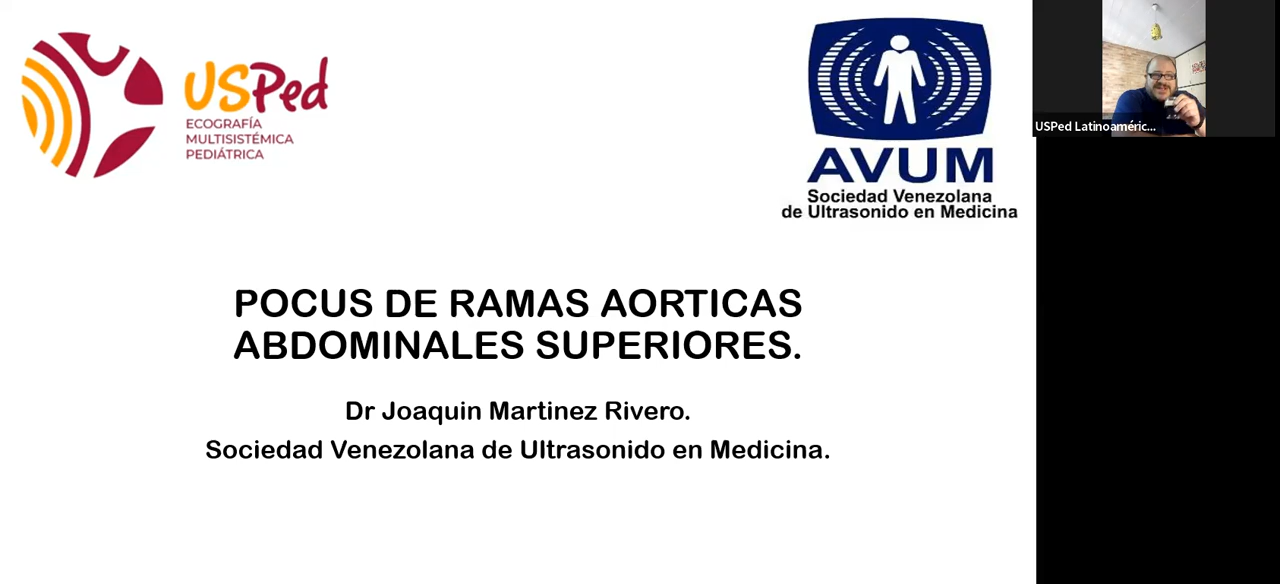 USPed
ECOGRAFÍA
MULTISISTÉMICA
PEDIÁTRICA
AVUM
Sociedad Venezolana
de Ultrasonido en Medicina
USPed Latinoaméric...
POCUS DE RAMAS AORTICAS
ABDOMINALES SUPERIORES.
Dr Joaquin Martinez Rivero.
Sociedad Venezolana de Ultrasonido en Medicina.